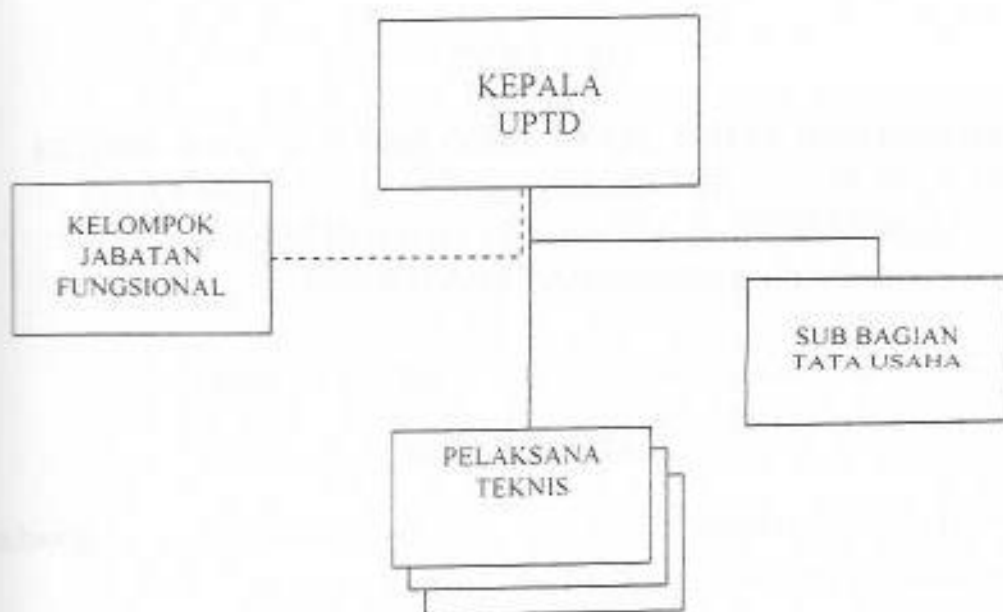 KEPALA
UPTD
KELOMPOK
JABATAN
FUNGSIONAL
SUB BAGIAN
TATA USAHA
PELAKSANA
TEKNIS